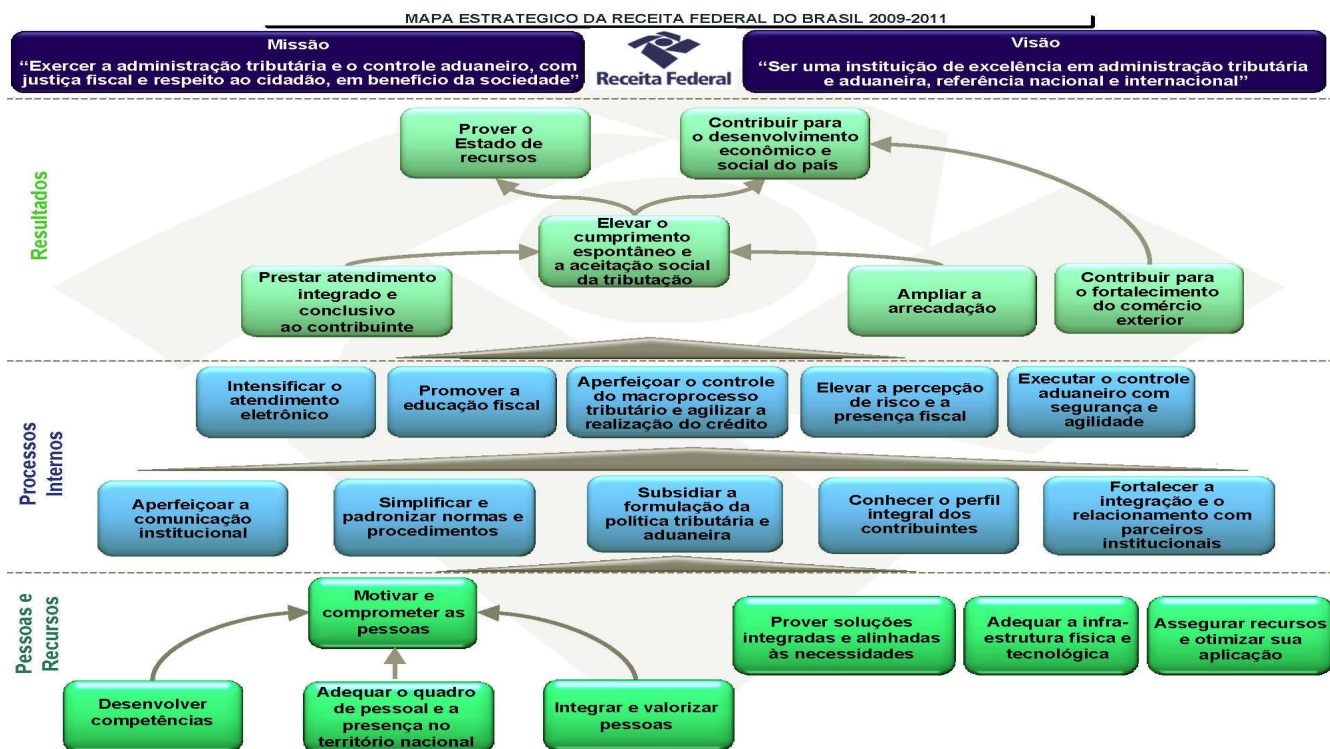 MAPA ESTRATEGICO DA RECEITA FEDERAL DO BRASIL 2009-2011
Missão
“Exercer a administração tributária e o controle aduaneiro, com
justiça fiscal e respeito ao cidadão, em benefício da sociedade”
Receita Federal
Visão
“Ser uma instituição de excelência em administração tributária
e aduaneira, referência nacional e internacional”
Resultados
Prover o
Estado de
recursos
Contribuir para
o desenvolvimento
econômico e
social do país
Elevar o
cumprimento
espontâneo e
a aceitação social
da tributação
Prestar atendimento
integrado e
conclusivo
ao contribuinte
Ampliar a
arrecadação
Contribuir para
o fortalecimento
do comércio
exterior
Processos
Internos
Intensificar o
atendimento
eletrônico
Promover a
educação fiscal
Aperfeiçoar o controle
do macroprocesso
tributário e agilizar a
realização do crédito
Elevar a percepção
de risco e a
presença fiscal
Executar o controle
aduaneiro com
segurança e
agilidade
Aperfeiçoar a
comunicação
institucional
Simplificar e
padronizar normas e
procedimentos
Subsidiar a
formulação da
política tributária e
aduaneira
Conhecer o perfil
integral dos
contribuintes
Fortalecer a
integração e o
relacionamento com
parceiros
institucionais
Pessoas e
Recursos
Motivar e
comprometer as
pessoas
Prover soluções
integradas e alinhadas
às necessidades
Adequar a infra-
estrutura física e
tecnológica
Assegurar recursos
e otimizar sua
aplicação
Desenvolver
competências
Adequar o quadro
de pessoal e a
presença no
território nacional
Integrar e valorizar
pessoas